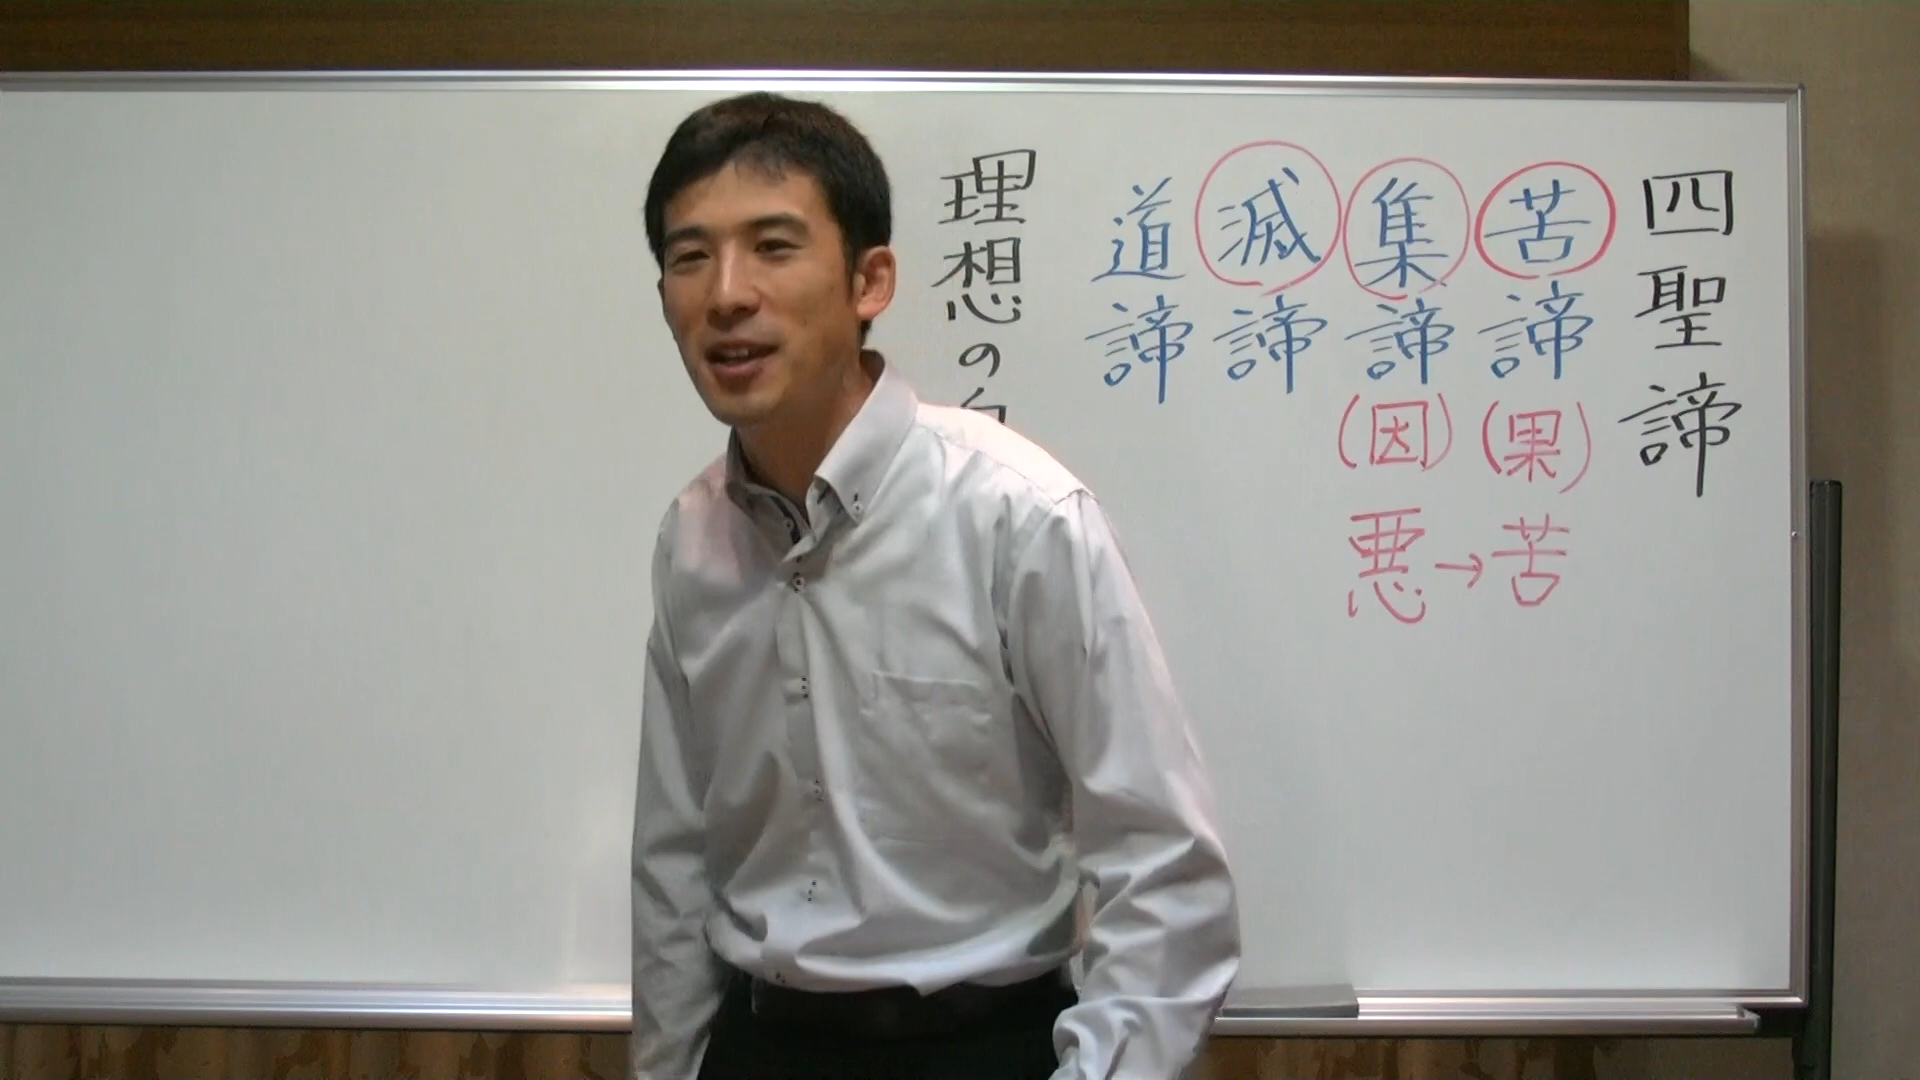 四聖諦
苦諦(果)
集諦(因)
悪→苦
滅諦
道諦
理想の